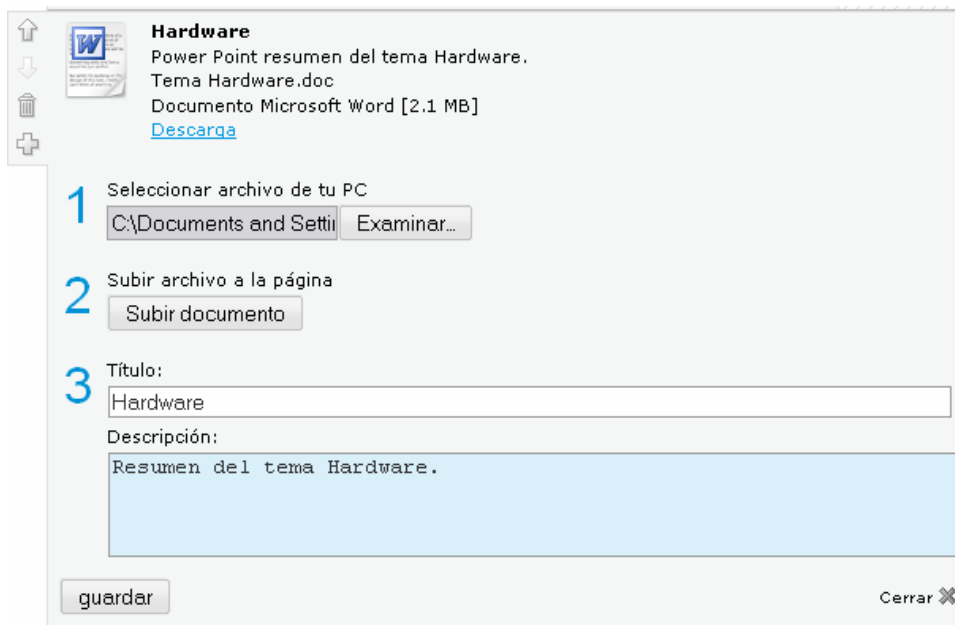 Hardware
Power Point resumen del tema Hardware.
Tema Hardware.doc
Documento Microsoft Word [2.1 MB]
Descarga
1 Seleccionar archivo de tu PC
C:\Documents and Settin Examinar...
2 Subir archivo a la página
Subir documento
3 Título:
Hardware
Descripción:
Resumen del tema Hardware.
guardar Cerrar